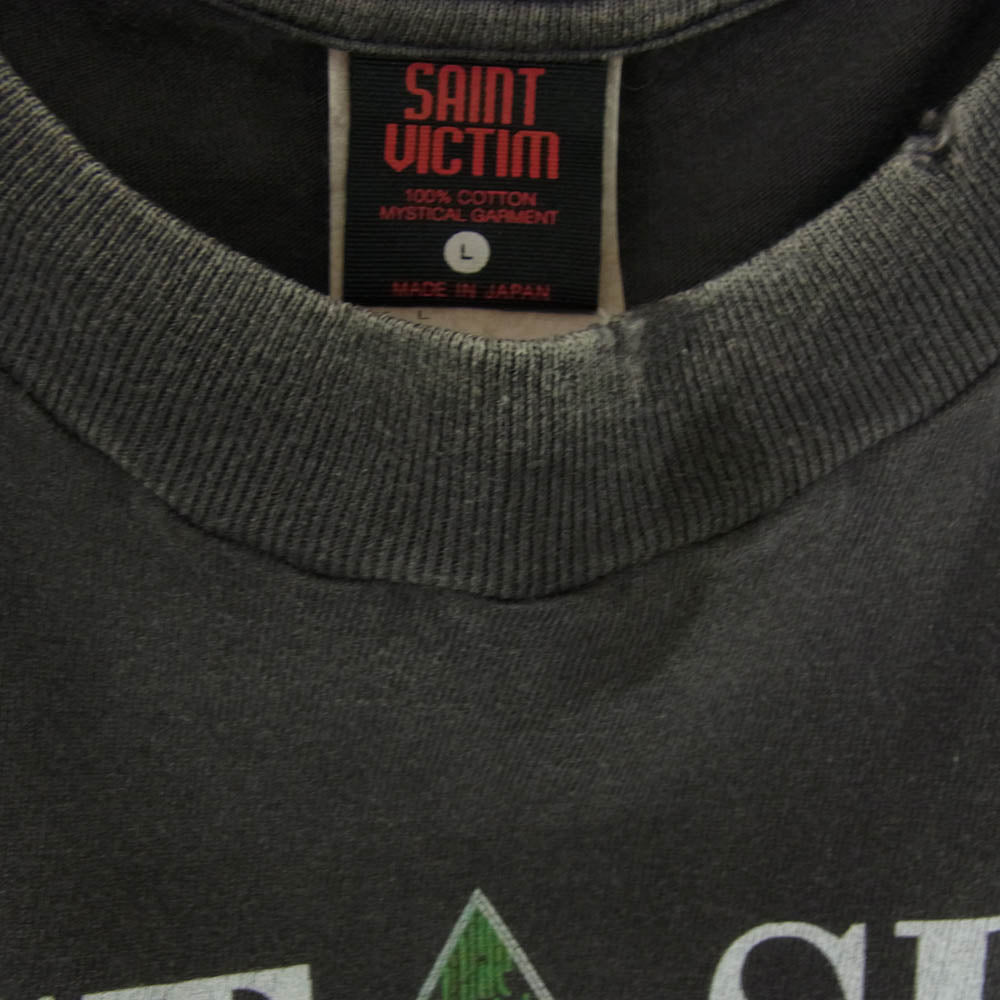 SAINT
VICTIM
100% COTTON
MYSTICAL GARMENT
L
MADE IN JAPAN
L